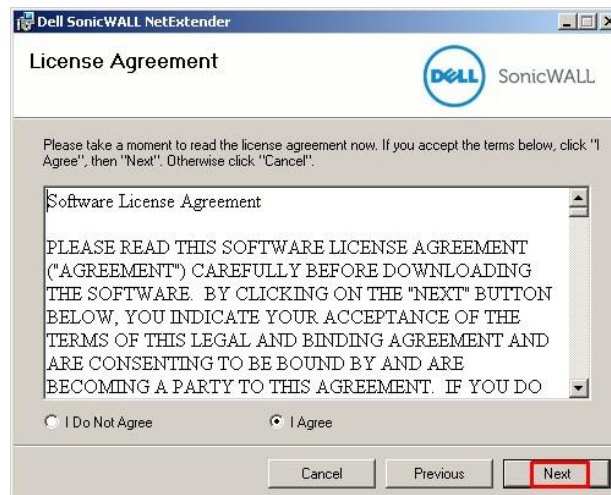 Dell SonicWALL NetExtender
License Agreement
DELL SonicWALL
Please take a moment to read the license agreement now. If you accept the terms below, click "I
Agree", then "Next". Otherwise click "Cancel".
Software License Agreement
PLEASE READ THIS SOFTWARE LICENSE AGREEMENT
("AGREEMENT") CAREFULLY BEFORE DOWNLOADING
THE SOFTWARE. BY CLICKING ON THE "NEXT" BUTTON
BELOW, YOU INDICATE YOUR ACCEPTANCE OF THE
TERMS OF THIS LEGAL AND BINDING AGREEMENT AND
ARE CONSENTING TO BE BOUND BY AND ARE
BECOMING A PARTY TO THIS AGREEMENT. IF YOU DO
I Do Not Agree
I Agree
Cancel
Previous
Next